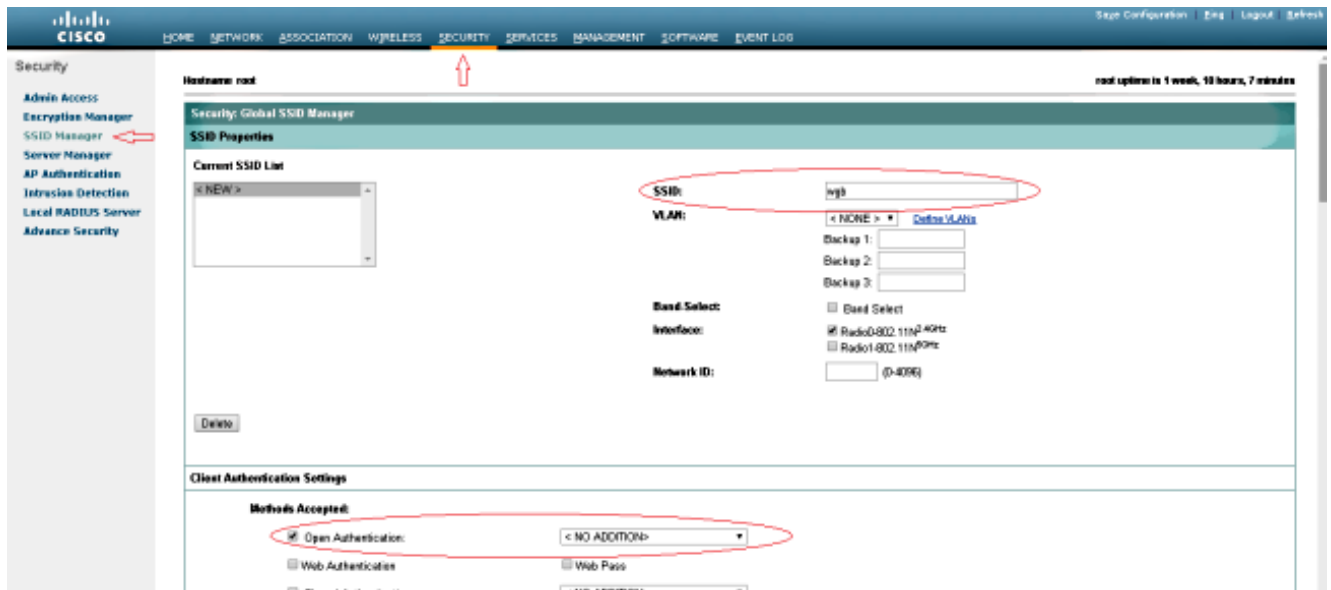 Save Configuration | Ping | Logout | Refresh
CISCO
HOME NETWORK ASSOCIATION WIRELESS SECURITY SERVICES MANAGEMENT SOFTWARE EVENT LOG
Security
Admin Access
Encryption Manager
SSID Manager
Server Manager
AP Authentication
Intrusion Detection
Local RADIUS Server
Advance Security
Hostname root
root uptime is 1 week, 10 hours, 7 minutes
Security: Global SSID Manager
SSID Properties
Current SSID List
< NEW >
SSID: wgb
VLAN: < NONE > Define VLANs
Backup 1:
Backup 2:
Backup 3:
Band Select: Band Select
Interface: Radio0-802.11N2.4GHz
Radio1-802.11N5GHz
Network ID: (0-4096)
Delete
Client Authentication Settings
Methods Accepted:
Open Authentication: < NO ADDITION>
Web Authentication Web Pass